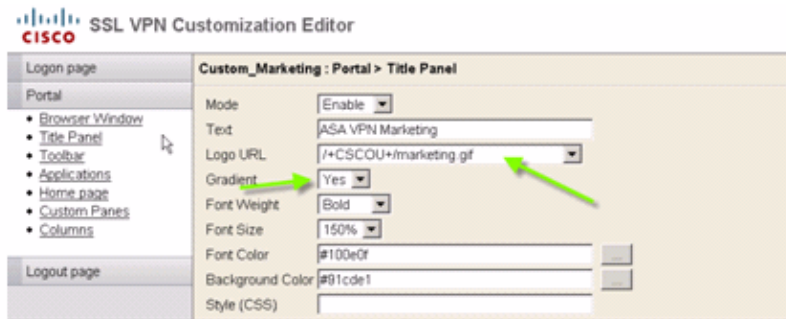 CISCO
SSL VPN Customization Editor
Logon page
Portal
Browser Window
Title Panel
Toolbar
Applications
Home page
Custom Panes
Columns
Logout page
Custom_Marketing : Portal > Title Panel
Mode Enable
Text ASA VPN Marketing
Logo URL /+CSCOU+/marketing.gif
Gradient Yes
Font Weight Bold
Font Size 150%
Font Color #100e0f ...
Background Color #91cde1 ...
Style (CSS)